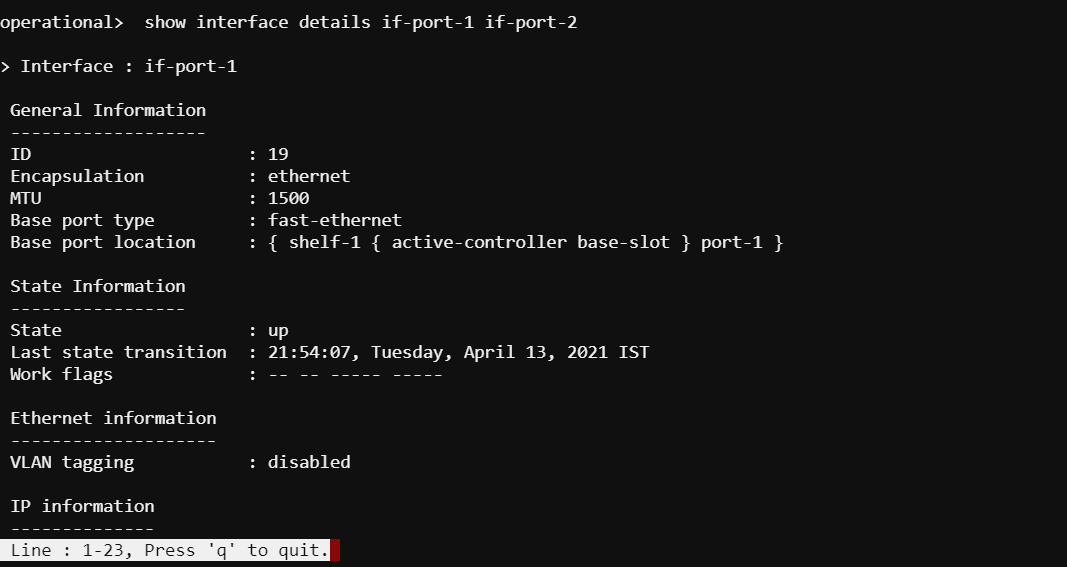 operational>  show interface details if-port-1 if-port-2
> Interface : if-port-1
General Information
-------------------
ID                     : 19
Encapsulation          : ethernet
MTU                    : 1500
Base port type         : fast-ethernet
Base port location     : { shelf-1 { active-controller base-slot } port-1 }
State Information
-----------------
State                  : up
Last state transition  : 21:54:07, Tuesday, April 13, 2021 IST
Work flags             : -- -- ----- -----
Ethernet information
--------------------
VLAN tagging           : disabled
IP information
--------------
Line : 1-23, Press 'q' to quit.